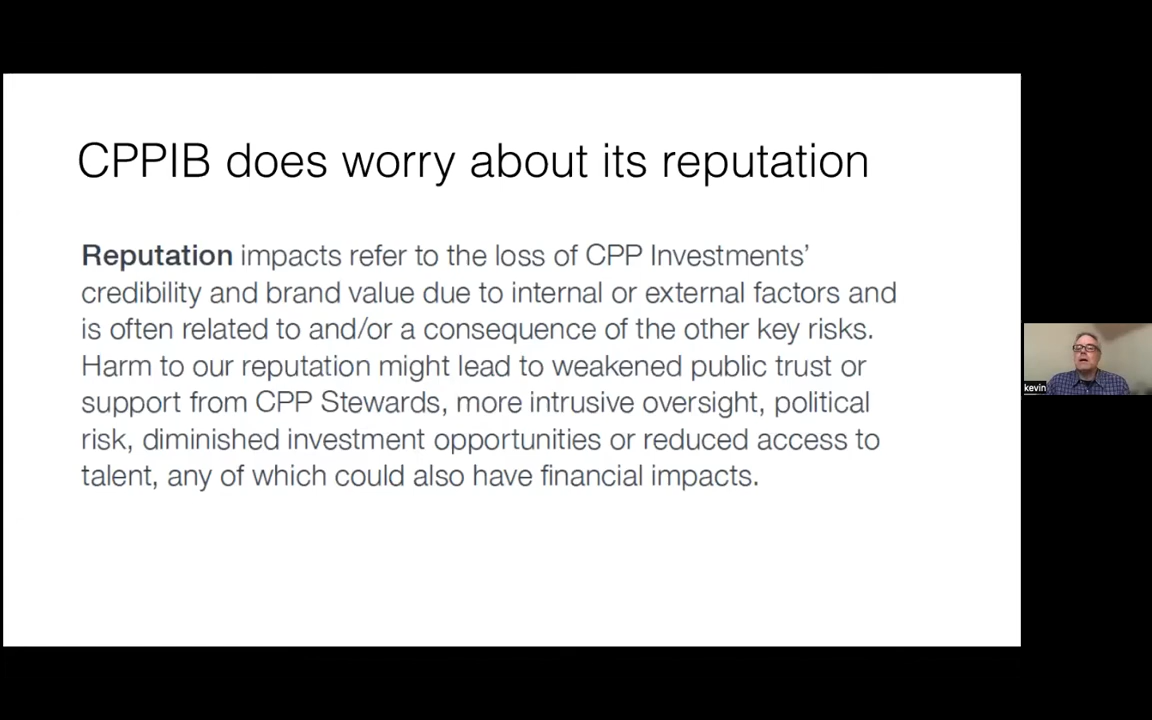 CPPIB does worry about its reputation
Reputation impacts refer to the loss of CPP Investments’
credibility and brand value due to internal or external factors and
is often related to and/or a consequence of the other key risks.
Harm to our reputation might lead to weakened public trust or
support from CPP Stewards, more intrusive oversight, political
risk, diminished investment opportunities or reduced access to
talent, any of which could also have financial impacts.
kevin